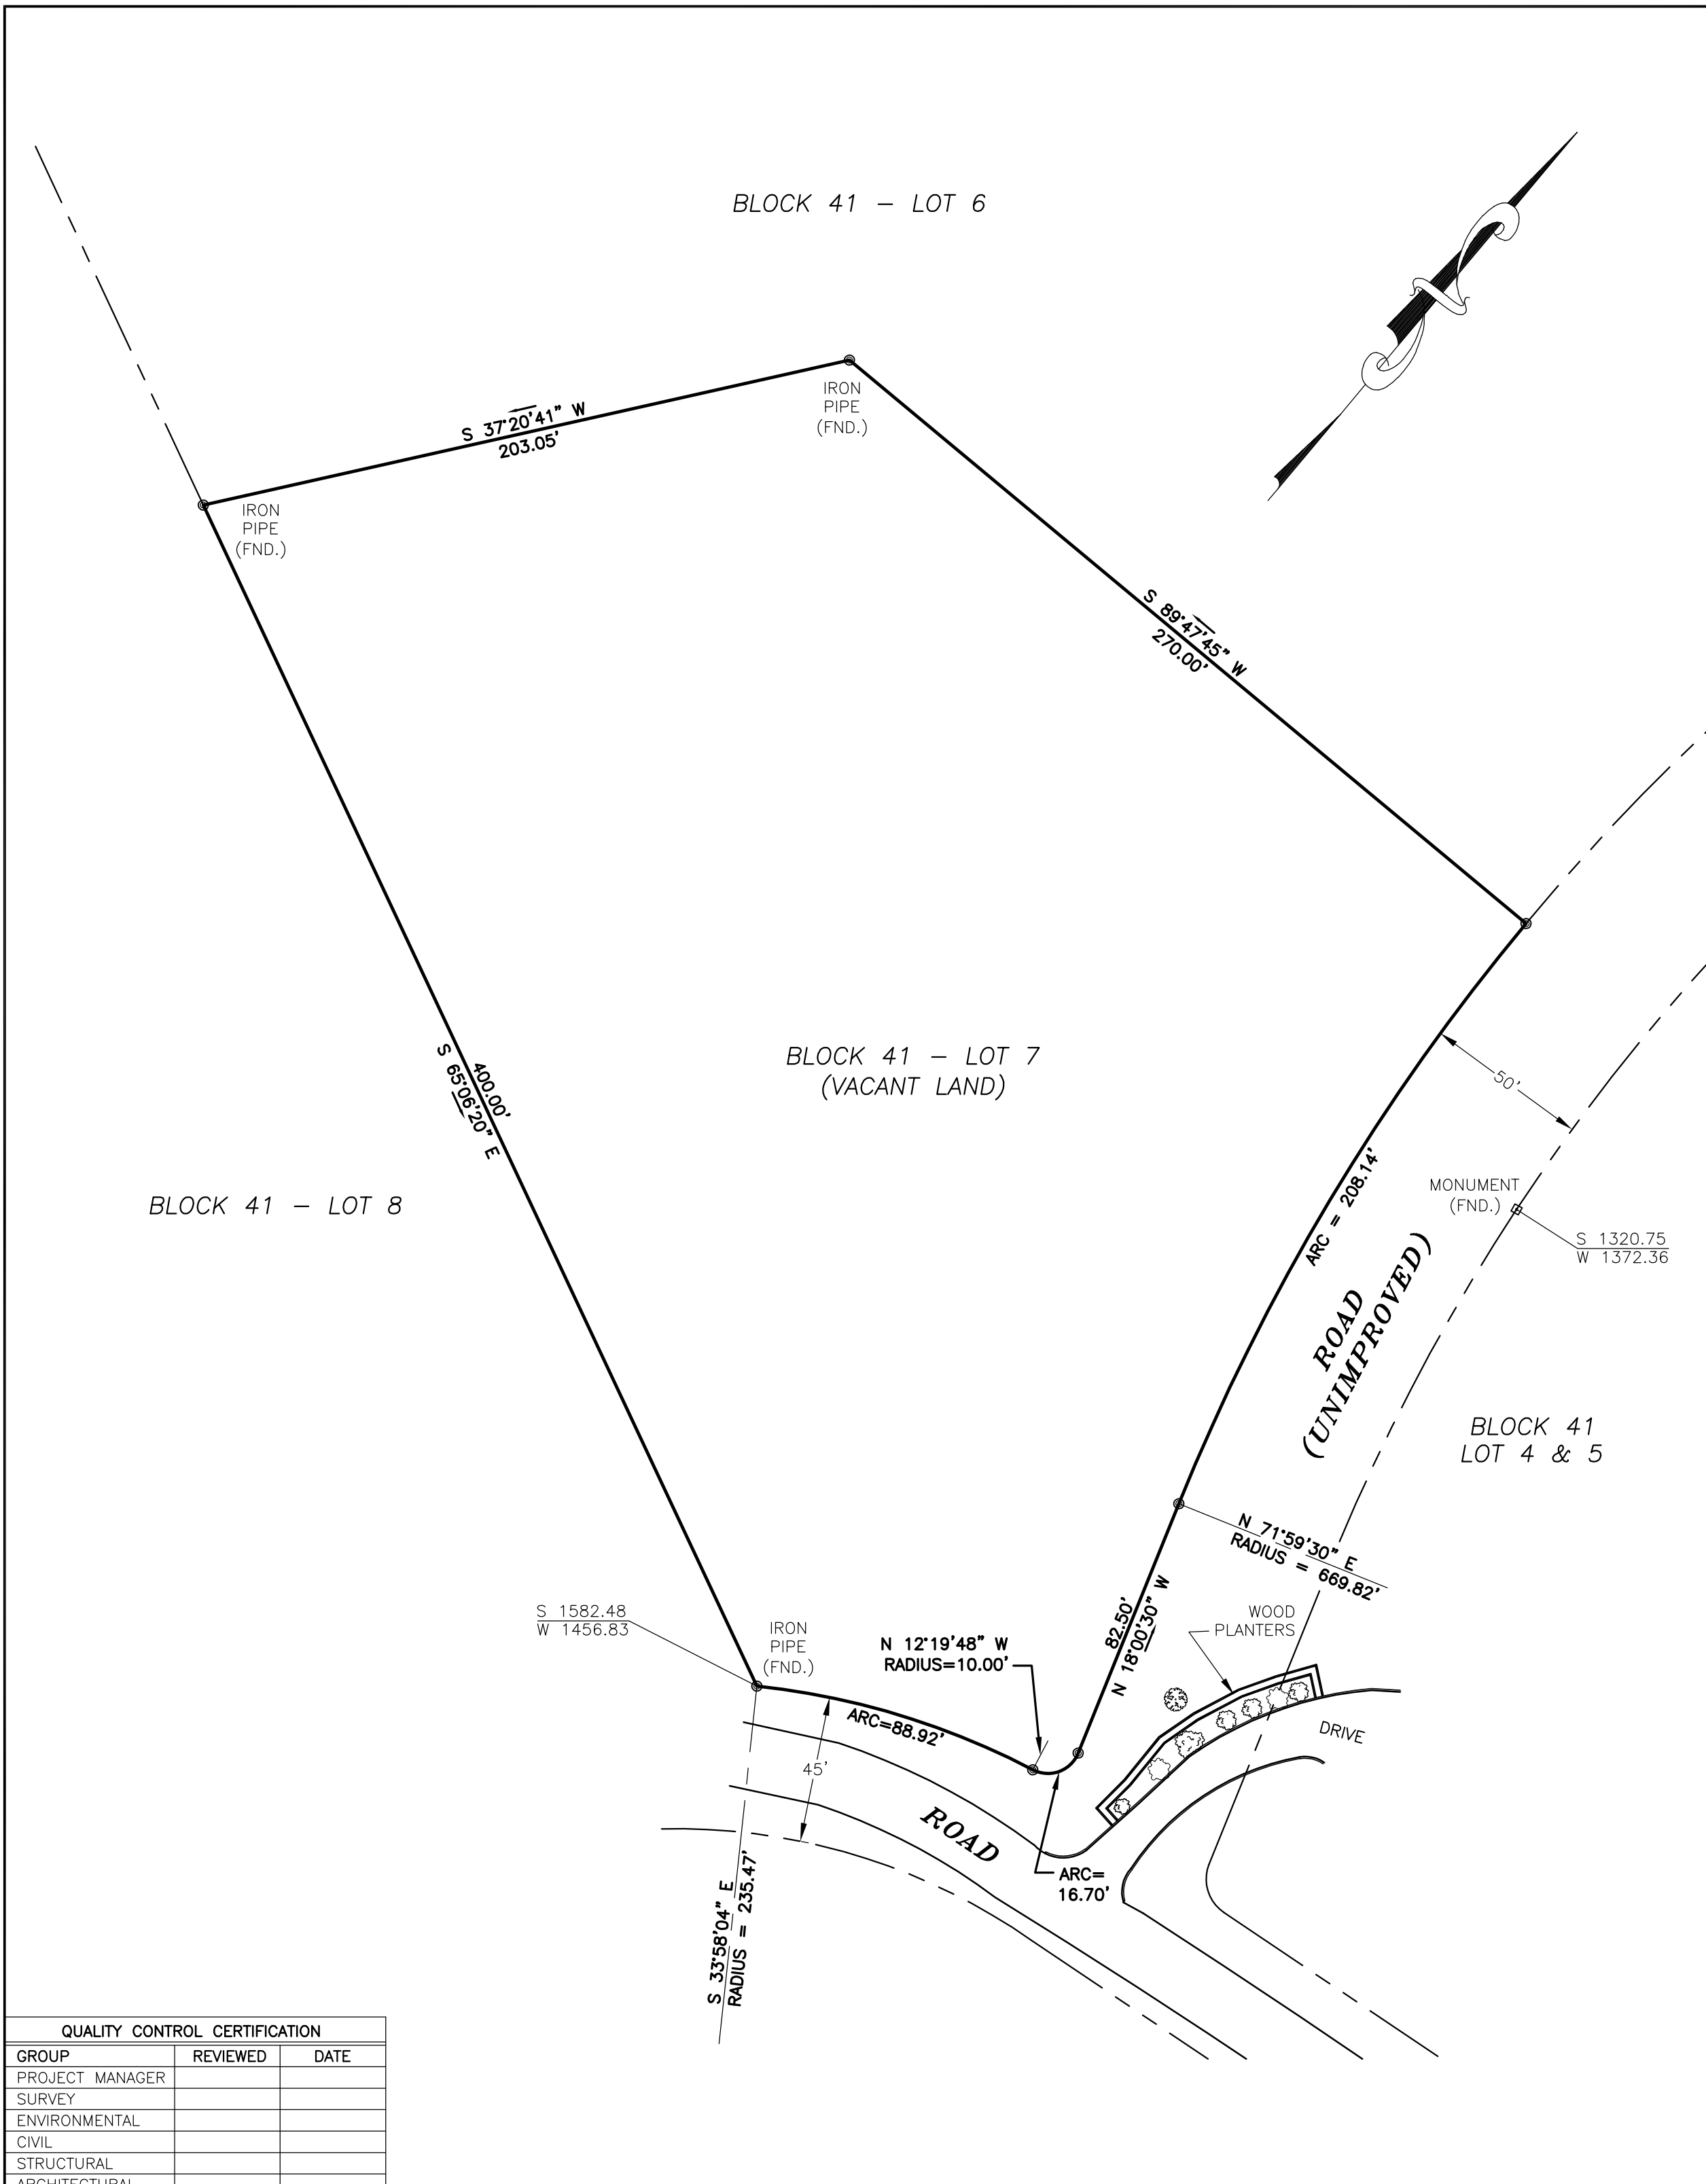 BLOCK 41 – LOT 6
S 37°20'41" W
203.05'
IRON
PIPE
(FND.)
IRON
PIPE
(FND.)
S 89°47'45" W
270.00'
400.00'
S 65°06'20" E
BLOCK 41 – LOT 7
(VACANT LAND)
50'
BLOCK 41 – LOT 8
ARC = 208.14'
MONUMENT
(FND.)
S 1320.75
W 1372.36
ROAD
(UNIMPROVED)
BLOCK 41
LOT 4 & 5
N 71°59'30" E
RADIUS = 669.82'
82.50'
N 18°00'30" W
S 1582.48
W 1456.83
IRON
PIPE
(FND.)
N 12°19'48" W
RADIUS=10.00'
WOOD
PLANTERS
ARC=88.92'
DRIVE
45'
ROAD
ARC=
16.70'
S 33°58'04" E
RADIUS = 235.47'
QUALITY CONTROL CERTIFICATION
GROUP REVIEWED DATE
PROJECT MANAGER
SURVEY
ENVIRONMENTAL
CIVIL
STRUCTURAL
ARCHITECTURAL